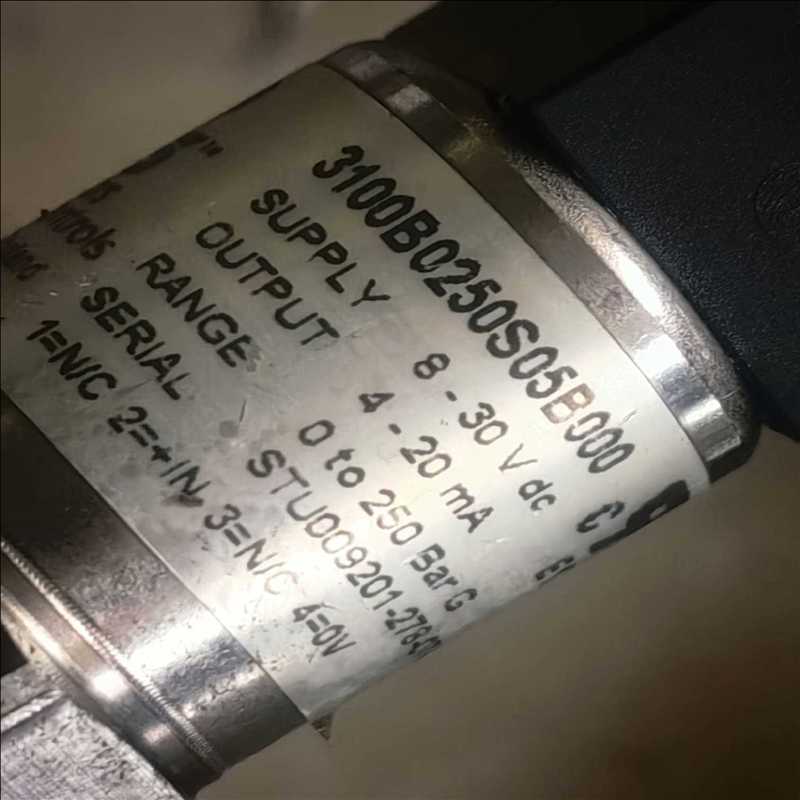 3100B0250S05B000
SUPPLY 8 - 30 V dc
OUTPUT 4 - 20 mA
RANGE 0 to 250 Bar G
SERIAL STU009201-278
1=N/C 2=+IN 3=N/C 4=0V